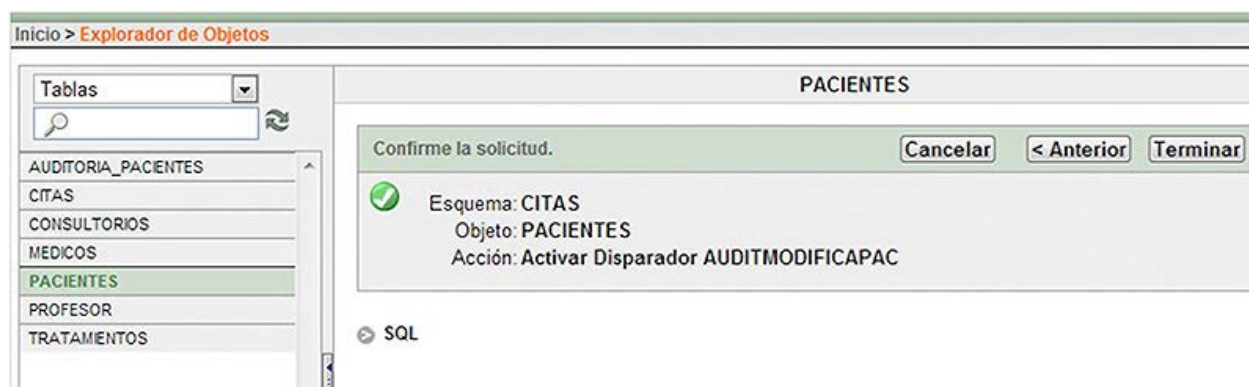 Inicio > Explorador de Objetos
Tablas
AUDITORIA_PACIENTES
CITAS
CONSULTORIOS
MEDICOS
PACIENTES
PROFESOR
TRATAMIENTOS
PACIENTES
Confirme la solicitud.
Cancelar < Anterior Terminar
Esquema: CITAS
Objeto: PACIENTES
Acción: Activar Disparador AUDITMODIFICAPAC
SQL